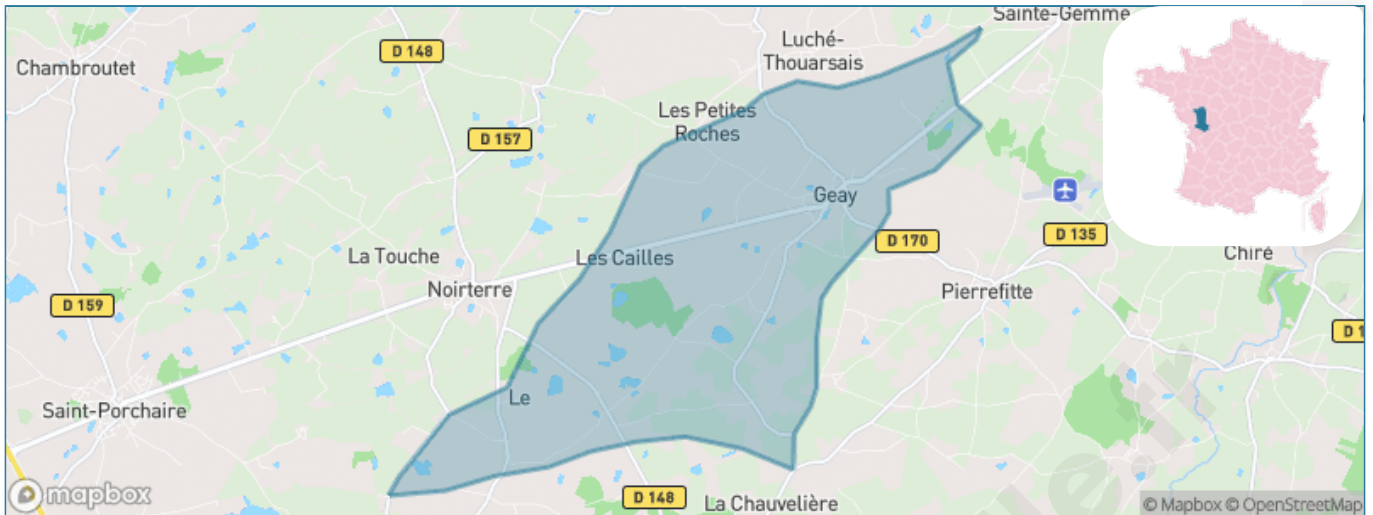 Sainte-Gemme
Chambroutet
D 148
Luché-
Thouarsais
Les Petites
Roches
D 157
Geay
D 170
D 135
La Touche
Les Cailles
Chiré
Noirterre
Pierrefitte
D 159
D 1
Le
Saint-Porchaire
mapbox
D 148
La Chauvelière
© Mapbox © OpenStreetMap